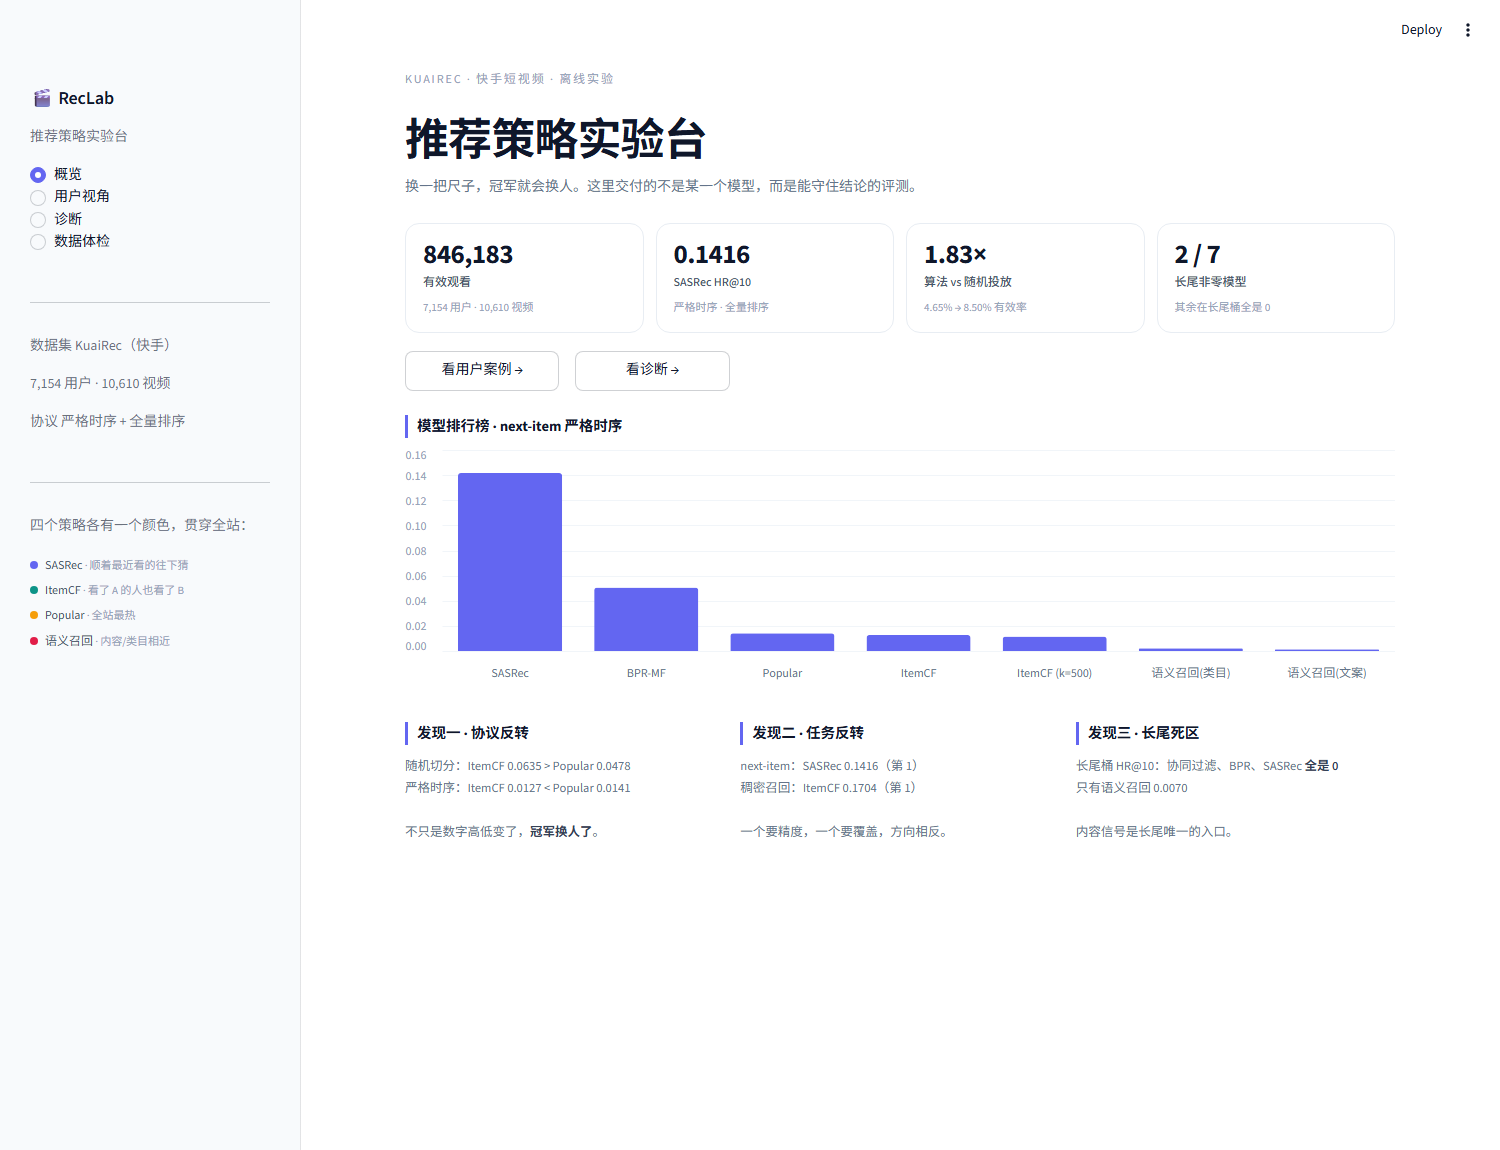 Deploy
RecLab
推荐策略实验台
概览
用户视角
诊断
数据体检
数据集 KuaiRec（快手）
7,154 用户 · 10,610 视频
协议 严格时序 + 全量排序
四个策略各有一个颜色，贯穿全站：
SASRec · 顺着最近看的往下猜
ItemCF · 看了 A 的人也看了 B
Popular · 全站最热
语义召回 · 内容/类目相近
KUAIREC · 快手短视频 · 离线实验
推荐策略实验台
换一把尺子，冠军就会换人。这里交付的不是某一个模型，而是能守住结论的评测。
846,183
有效观看
7,154 用户 · 10,610 视频
0.1416
SASRec HR@10
严格时序 · 全量排序
1.83×
算法 vs 随机投放
4.65% → 8.50% 有效率
2 / 7
长尾非零模型
其余在长尾桶全是 0
看用户案例 →
看诊断 →
模型排行榜 · next-item 严格时序
0.16
0.14
0.12
0.10
0.08
0.06
0.04
0.02
0.00
SASRec
BPR-MF
Popular
ItemCF
ItemCF (k=500)
语义召回(类目)
语义召回(文案)
发现一 · 协议反转
随机切分：ItemCF 0.0635 > Popular 0.0478
严格时序：ItemCF 0.0127 < Popular 0.0141
不只是数字高低变了，冠军换人了。
发现二 · 任务反转
next-item：SASRec 0.1416（第 1）
稠密召回：ItemCF 0.1704（第 1）
一个要精度，一个要覆盖，方向相反。
发现三 · 长尾死区
长尾桶 HR@10：协同过滤、BPR、SASRec 全是 0
只有语义召回 0.0070
内容信号是长尾唯一的入口。